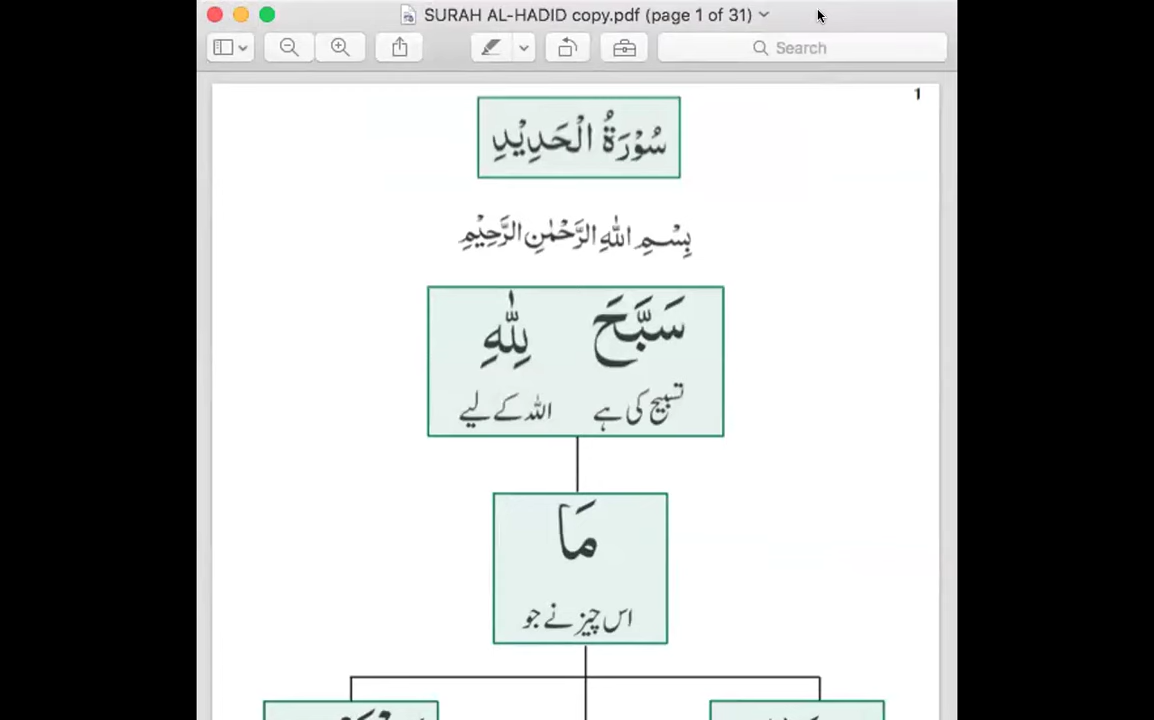 SURAH AL-HADID copy.pdf (page 1 of 31)
Search
1
سُوْرَةُ الْحَدِيْدِ
بِسْمِ اللّٰهِ الرَّحْمٰنِ الرَّحِيْمِ
سَبَّحَ لِلّٰهِ
تسبیح کی ہے اللہ کے لیے
مَا
اس چیز نے جو